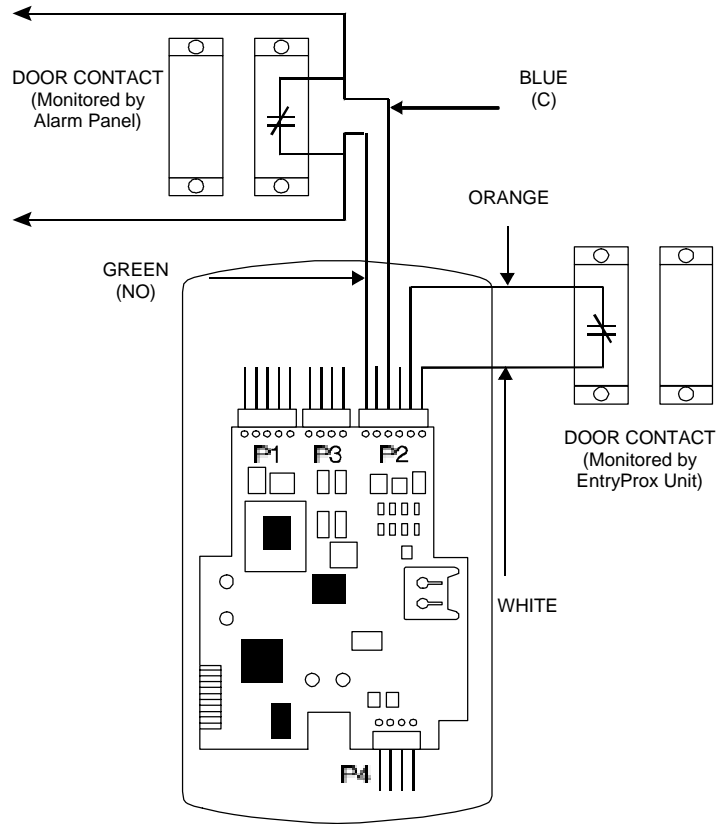 DOOR CONTACT
(Monitored by
Alarm Panel)
BLUE
(C)
ORANGE
GREEN
(NO)
DOOR CONTACT
(Monitored by
EntryProx Unit)
P1
P3
P2
WHITE
P4